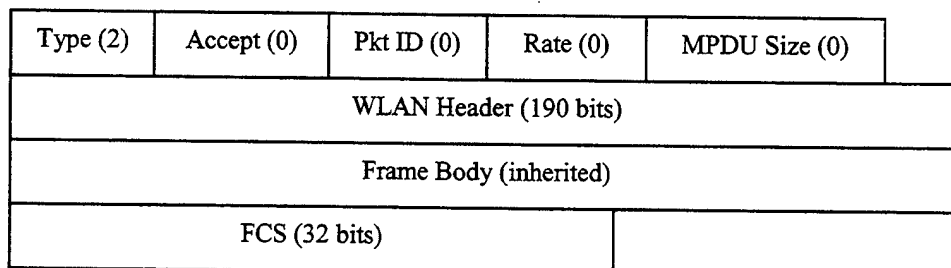 Type (2) Accept (0) Pkt ID (0) Rate (0) MPDU Size (0)
WLAN Header (190 bits)
Frame Body (inherited)
FCS (32 bits)